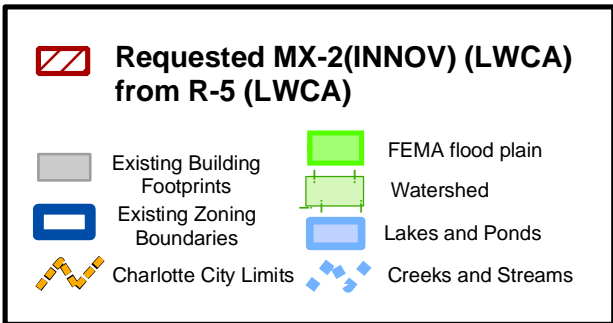 Requested MX-2(INNOV) (LWCA)
from R-5 (LWCA)
Existing Building
Footprints
Existing Zoning
Boundaries
Charlotte City Limits
FEMA flood plain
Watershed
Lakes and Ponds
Creeks and Streams